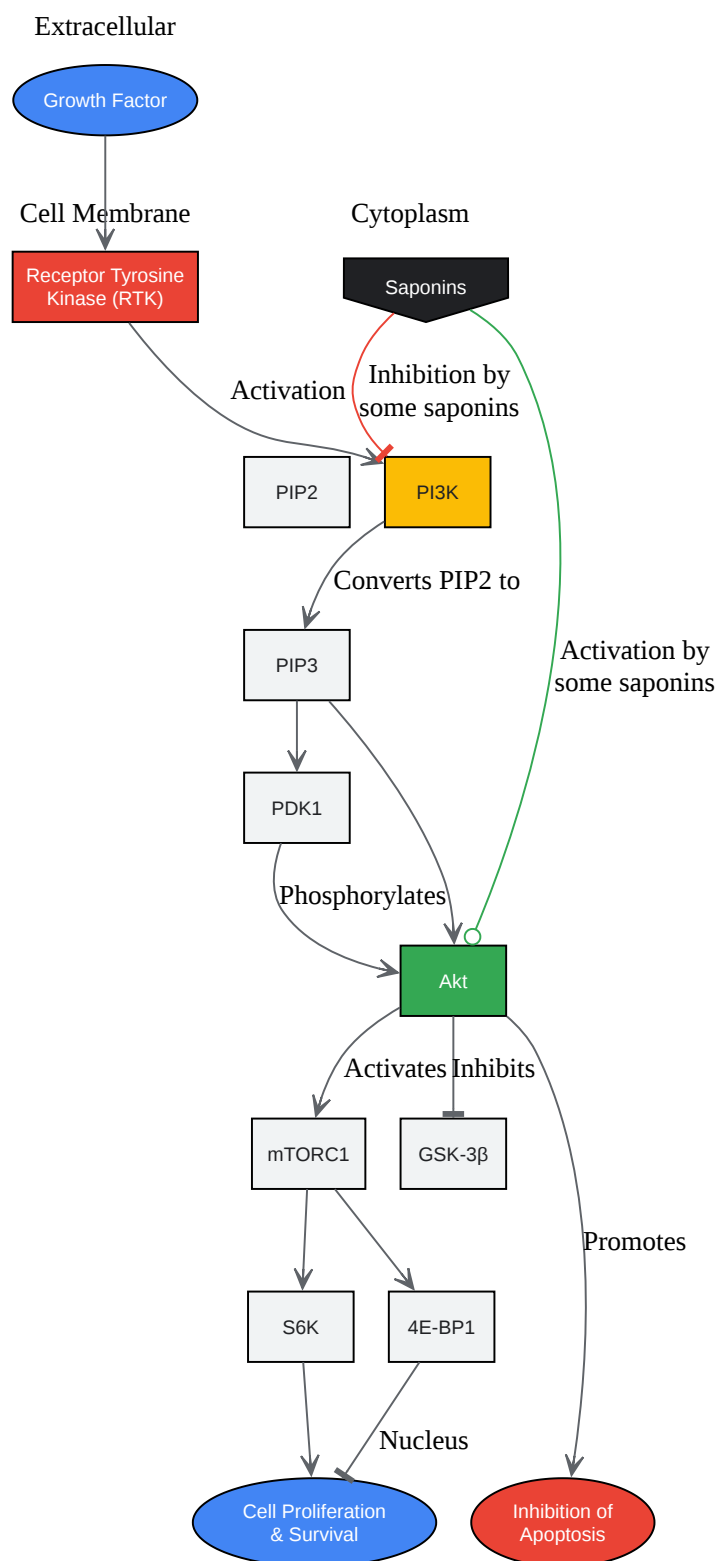 Extracellular
Growth Factor
Cell Membrane
Cytoplasm
Receptor Tyrosine
Kinase (RTK)
Saponins
Activation
Inhibition by
some saponins
PIP2
PI3K
Converts PIP2 to
PIP3
Activation by
some saponins
PDK1
Phosphorylates
Akt
Activates
Inhibits
mTORC1
GSK-3β
Promotes
S6K
4E-BP1
Nucleus
Cell Proliferation
& Survival
Inhibition of
Apoptosis